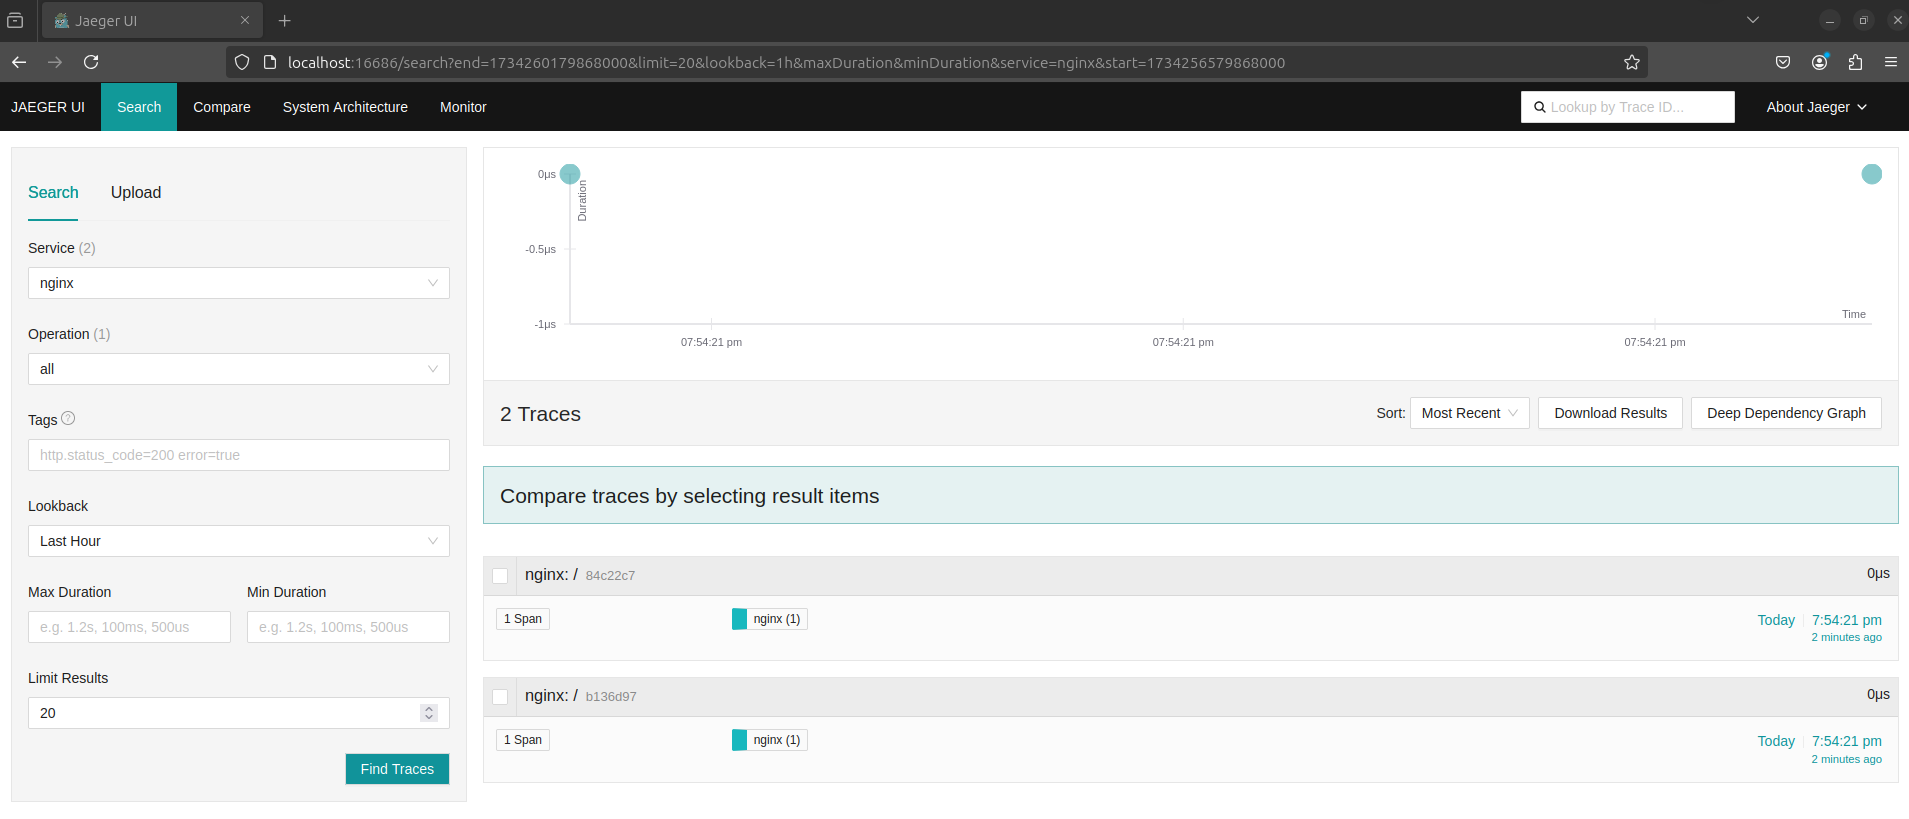 Jaeger UI
localhost:16686/search?end=1734260179868000&limit=20&lookback=1h&maxDuration&minDuration&service=nginx&start=1734256579868000
JAEGER UI Search Compare System Architecture Monitor Lookup by Trace ID... About Jaeger
Search Upload
Service (2)
nginx
Operation (1)
all
Tags ?
http.status_code=200 error=true
Lookback
Last Hour
Max Duration Min Duration
e.g. 1.2s, 100ms, 500us e.g. 1.2s, 100ms, 500us
Limit Results
20
Find Traces
0μs
Duration
-0.5μs
-1μs
Time
07:54:21 pm 07:54:21 pm 07:54:21 pm
2 Traces Sort: Most Recent Download Results Deep Dependency Graph
Compare traces by selecting result items
nginx: / 84c22c7 0μs
1 Span nginx (1) Today 7:54:21 pm
2 minutes ago
nginx: / b136d97 0μs
1 Span nginx (1) Today 7:54:21 pm
2 minutes ago